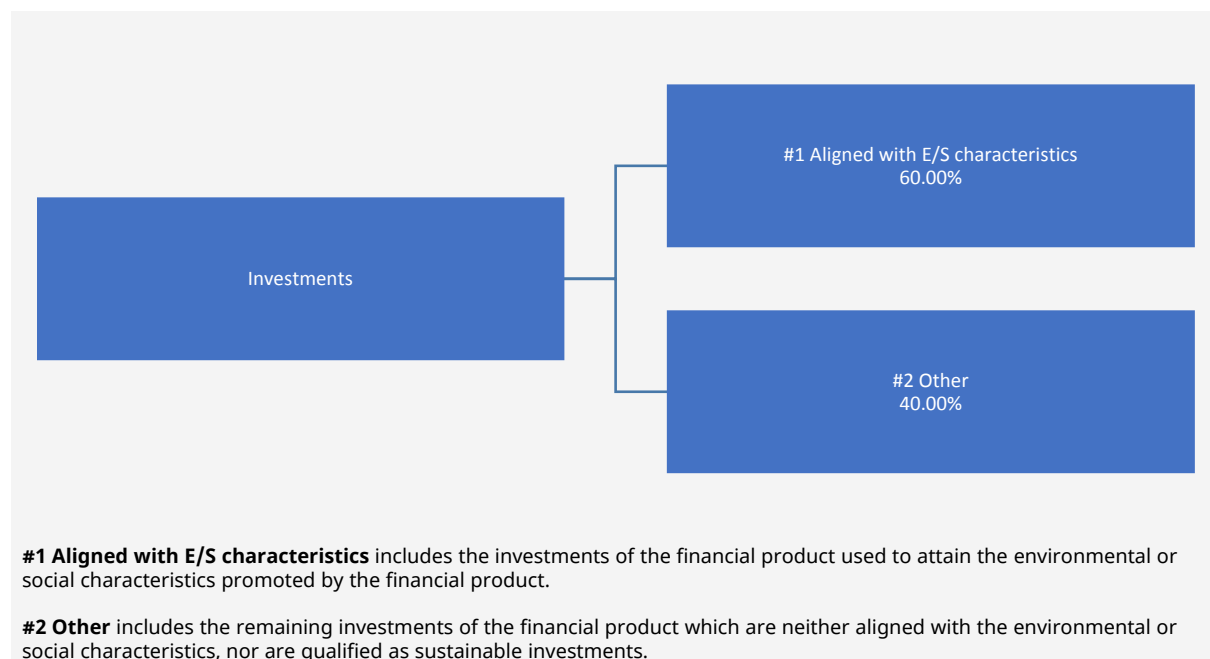 #1 Aligned with E/S characteristics
60.00%
Investments
#2 Other
40.00%
#1 Aligned with E/S characteristics includes the investments of the financial product used to attain the environmental or
social characteristics promoted by the financial product.
#2 Other includes the remaining investments of the financial product which are neither aligned with the environmental or
social characteristics, nor are qualified as sustainable investments.